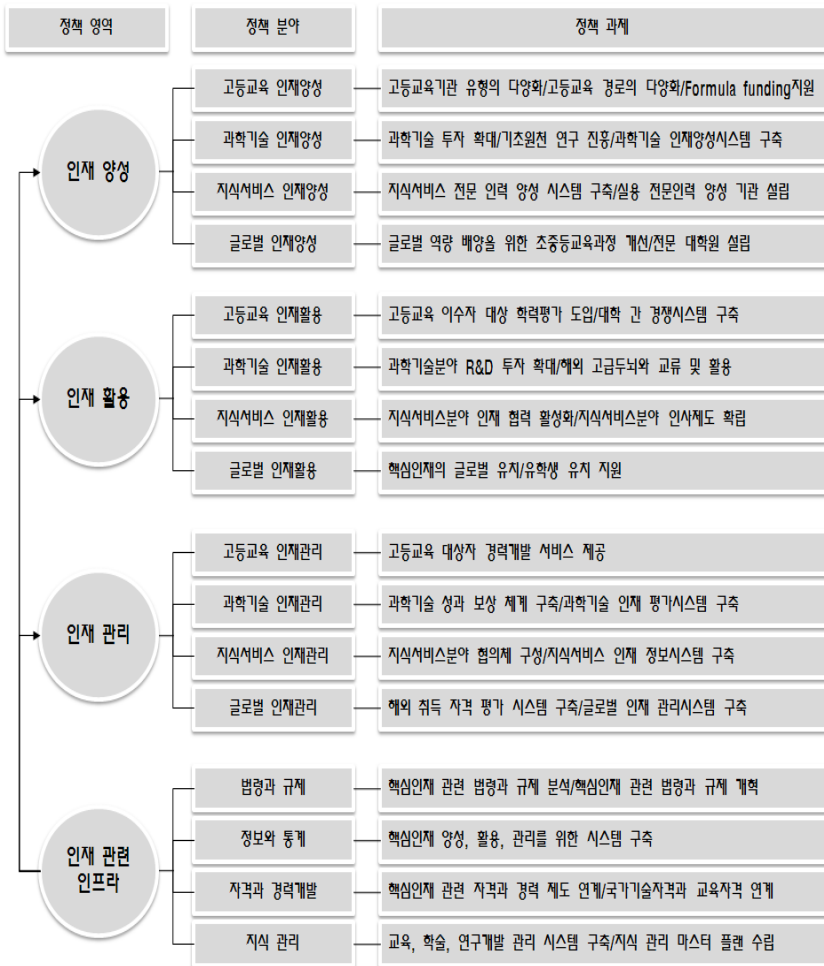 정책 영역
정책 분야
정책 과제
인재 양성
고등교육 인재양성
고등교육기관 유형의 다양화/고등교육 경로의 다양화/Formula funding지원
과학기술 인재양성
과학기술 투자 확대/기초원천 연구 진흥/과학기술 인재양성시스템 구축
지식서비스 인재양성
지식서비스 전문 인력 양성 시스템 구축/실용 전문인력 양성 기관 설립
글로벌 인재양성
글로벌 역량 배양을 위한 초중등교육과정 개선/전문 대학원 설립
인재 활용
고등교육 인재활용
고등교육 이수자 대상 학력평가 도입/대학 간 경쟁시스템 구축
과학기술 인재활용
과학기술분야 R&D 투자 확대/해외 고급두뇌와 교류 및 활용
지식서비스 인재활용
지식서비스분야 인재 협력 활성화/지식서비스분야 인사제도 확립
글로벌 인재활용
핵심인재의 글로벌 유치/유학생 유치 지원
인재 관리
고등교육 인재관리
고등교육 대상자 경력개발 서비스 제공
과학기술 인재관리
과학기술 성과 보상 체계 구축/과학기술 인재 평가시스템 구축
지식서비스 인재관리
지식서비스분야 협의체 구성/지식서비스 인재 정보시스템 구축
글로벌 인재관리
해외 취득 자격 평가 시스템 구축/글로벌 인재 관리시스템 구축
인재 관련
인프라
법령과 규제
핵심인재 관련 법령과 규제 분석/핵심인재 관련 법령과 규제 개혁
정보와 통계
핵심인재 양성, 활용, 관리를 위한 시스템 구축
자격과 경력개발
핵심인재 관련 자격과 경력 제도 연계/국가기술자격과 교육자격 연계
지식 관리
교육, 학술, 연구개발 관리 시스템 구축/지식 관리 마스터 플랜 수립